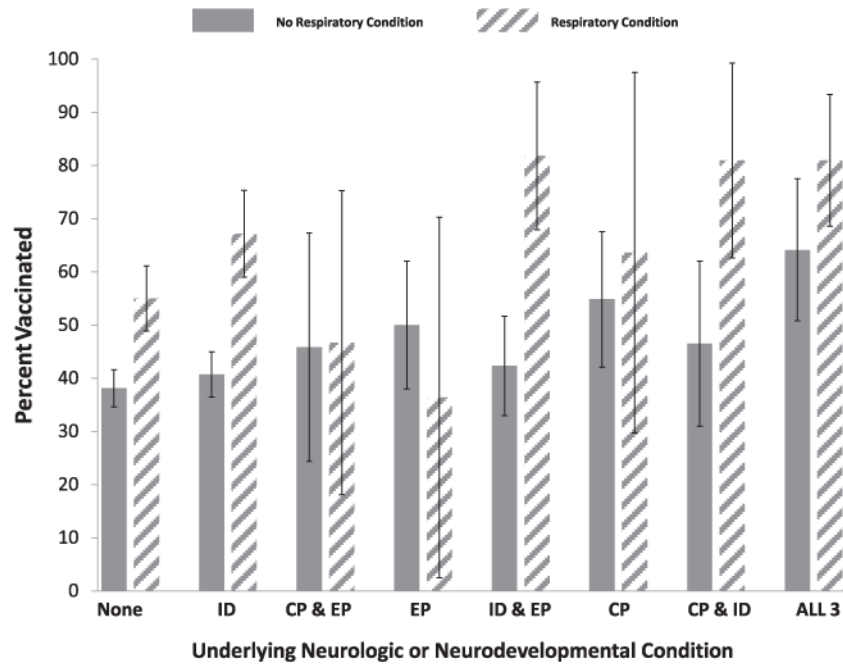 No Respiratory Condition
Respiratory Condition
100
90
80
70
60
50
40
30
20
10
0
Percent Vaccinated
None
ID
CP & EP
EP
ID & EP
CP
CP & ID
ALL 3
Underlying Neurologic or Neurodevelopmental Condition